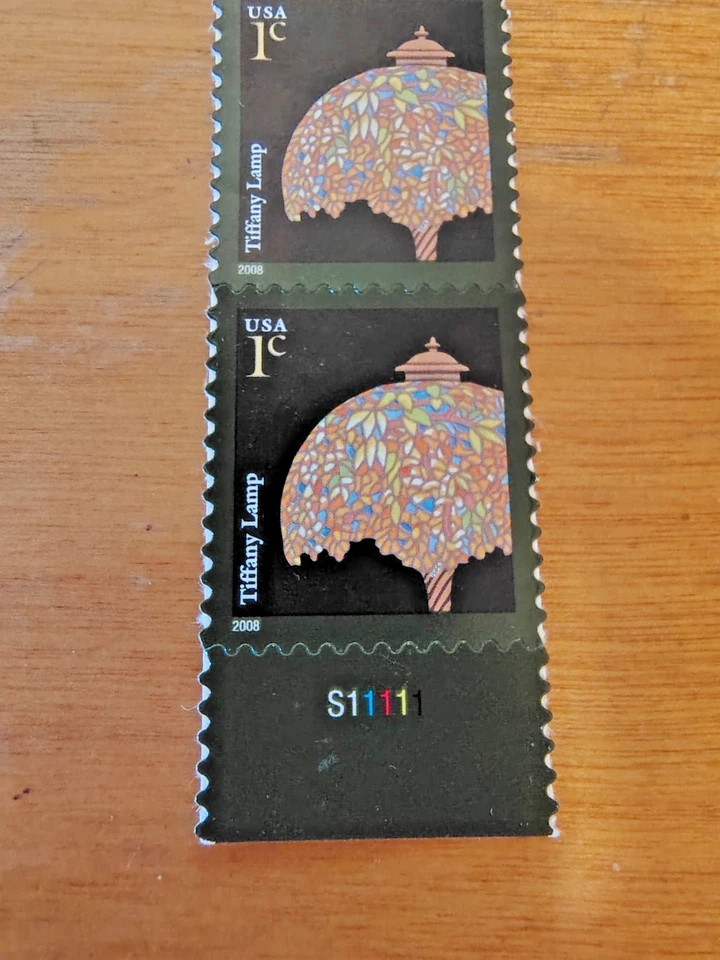 USA
1c
Tiffany Lamp
2008
USA
1c
Tiffany Lamp
2008
S11111